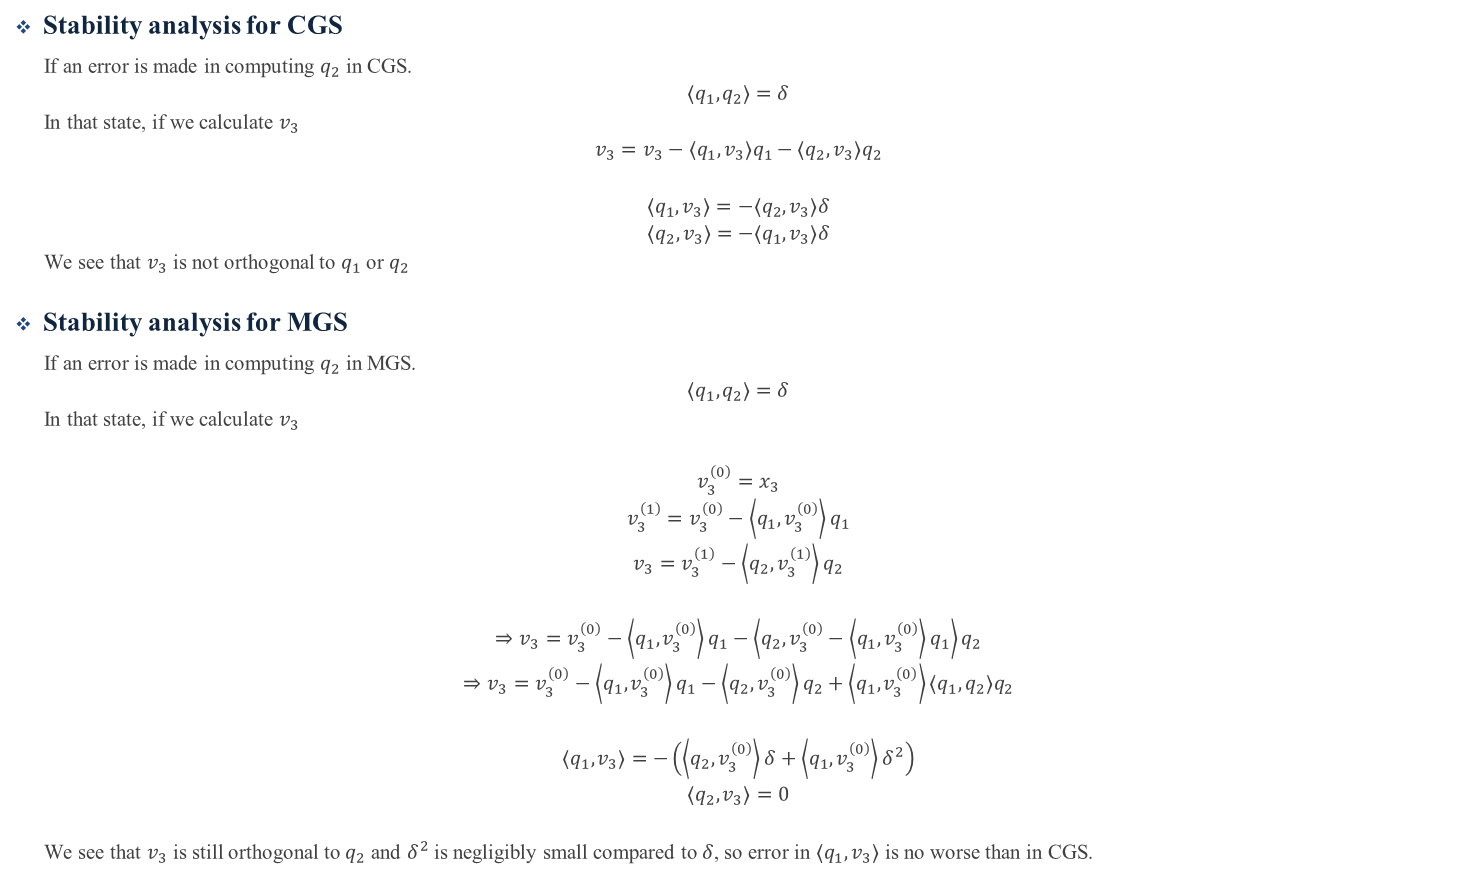 ❖ Stability analysis for CGS
If an error is made in computing q₂ in CGS.
⟨q₁, q₂⟩ = δ
In that state, if we calculate v₃
v₃ = v₃ − ⟨q₁, v₃⟩q₁ − ⟨q₂, v₃⟩q₂
⟨q₁, v₃⟩ = −⟨q₂, v₃⟩δ
⟨q₂, v₃⟩ = −⟨q₁, v₃⟩δ
We see that v₃ is not orthogonal to q₁ or q₂
❖ Stability analysis for MGS
If an error is made in computing q₂ in MGS.
⟨q₁, q₂⟩ = δ
In that state, if we calculate v₃
v₃⁽⁰⁾ = x₃
v₃⁽¹⁾ = v₃⁽⁰⁾ − ⟨q₁, v₃⁽⁰⁾⟩ q₁
v₃ = v₃⁽¹⁾ − ⟨q₂, v₃⁽¹⁾⟩ q₂
⇒ v₃ = v₃⁽⁰⁾ − ⟨q₁, v₃⁽⁰⁾⟩ q₁ − ⟨q₂, v₃⁽⁰⁾ − ⟨q₁, v₃⁽⁰⁾⟩ q₁⟩ q₂
⇒ v₃ = v₃⁽⁰⁾ − ⟨q₁, v₃⁽⁰⁾⟩ q₁ − ⟨q₂, v₃⁽⁰⁾⟩ q₂ + ⟨q₁, v₃⁽⁰⁾⟩ ⟨q₁, q₂⟩q₂
⟨q₁, v₃⟩ = −(⟨q₂, v₃⁽⁰⁾⟩ δ + ⟨q₁, v₃⁽⁰⁾⟩ δ²)
⟨q₂, v₃⟩ = 0
We see that v₃ is still orthogonal to q₂ and δ² is negligibly small compared to δ, so error in ⟨q₁, v₃⟩ is no worse than in CGS.